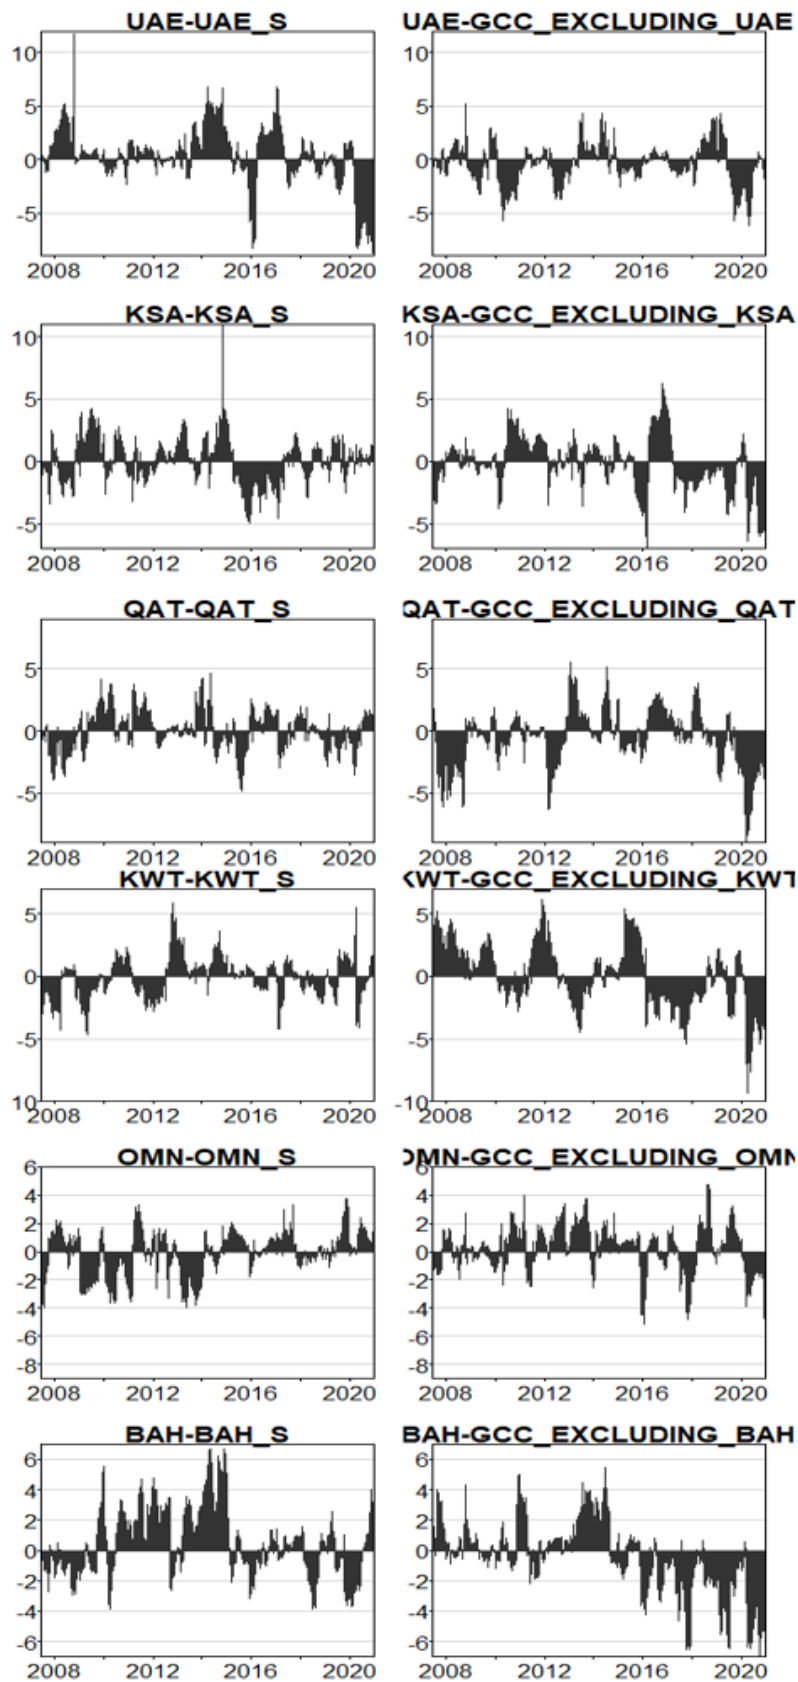 UAE-UAE_S
10
5
0
-5
2008 2012 2016 2020
UAE-GCC_EXCLUDING_UAE
10
5
0
-5
2008 2012 2016 2020
KSA-KSA_S
10
5
0
-5
2008 2012 2016 2020
KSA-GCC_EXCLUDING_KSA
10
5
0
-5
2008 2012 2016 2020
QAT-QAT_S
5
0
-5
2008 2012 2016 2020
QAT-GCC_EXCLUDING_QAT
5
0
-5
2008 2012 2016 2020
KWT-KWT_S
5
0
-5
10
2008 2012 2016 2020
KWT-GCC_EXCLUDING_KWT
5
0
-5
-10
2008 2012 2016 2020
OMN-OMN_S
6
4
2
0
-2
-4
-6
-8
2008 2012 2016 2020
OMN-GCC_EXCLUDING_OMN
6
4
2
0
-2
-4
-6
-8
2008 2012 2016 2020
BAH-BAH_S
6
4
2
0
-2
-4
-6
2008 2012 2016 2020
BAH-GCC_EXCLUDING_BAH
6
4
2
0
-2
-4
-6
2008 2012 2016 2020